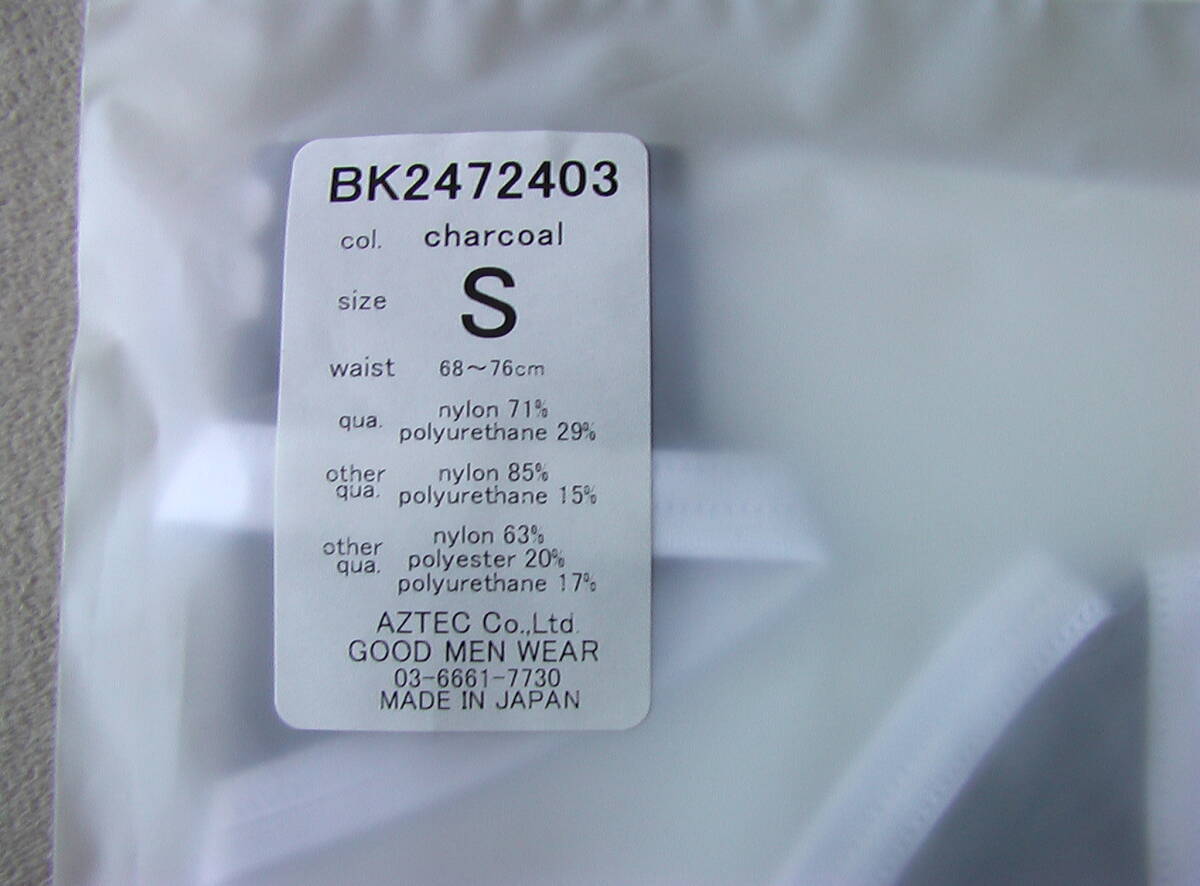 BK2472403
col. charcoal
size S
waist 68～76cm
qua. nylon 71%
polyurethane 29%
other qua. nylon 85%
polyurethane 15%
other qua. nylon 63%
polyester 20%
polyurethane 17%
AZTEC Co.,Ltd.
GOOD MEN WEAR
03-6661-7730
MADE IN JAPAN